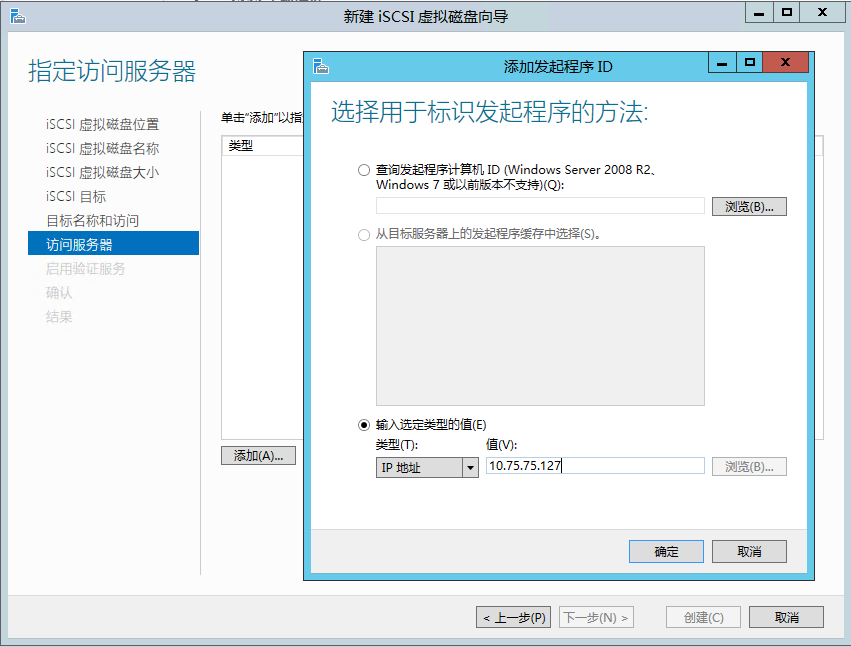 新建 iSCSI 虚拟磁盘向导
指定访问服务器
iSCSI 虚拟磁盘位置
iSCSI 虚拟磁盘名称
iSCSI 虚拟磁盘大小
iSCSI 目标
目标名称和访问
访问服务器
启用验证服务
确认
结果
单击"添加"以指
类型
添加(A)...
添加发起程序 ID
选择用于标识发起程序的方法:
查询发起程序计算机 ID (Windows Server 2008 R2、
Windows 7 或以前版本不支持)(Q):
浏览(B)...
从目标服务器上的发起程序缓存中选择(S)。
输入选定类型的值(E)
类型(T): 值(V):
IP 地址 10.75.75.127 浏览(B)...
确定 取消
< 上一步(P) 下一步(N) > 创建(C) 取消